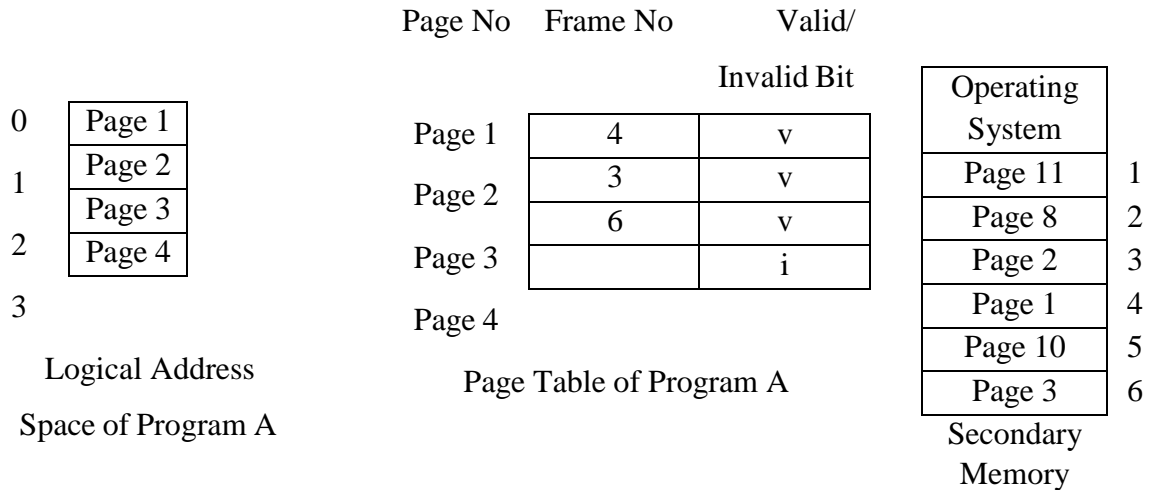 Page No Frame No Valid/
Invalid Bit
0
1
2
3
Page 1
Page 2
Page 3
Page 4
Logical Address
Space of Program A
Page 1 4 v
Page 2 3 v
Page 3 6 v
Page 4 i
Page Table of Program A
Operating
System
Page 11 1
Page 8 2
Page 2 3
Page 1 4
Page 10 5
Page 3 6
Secondary
Memory